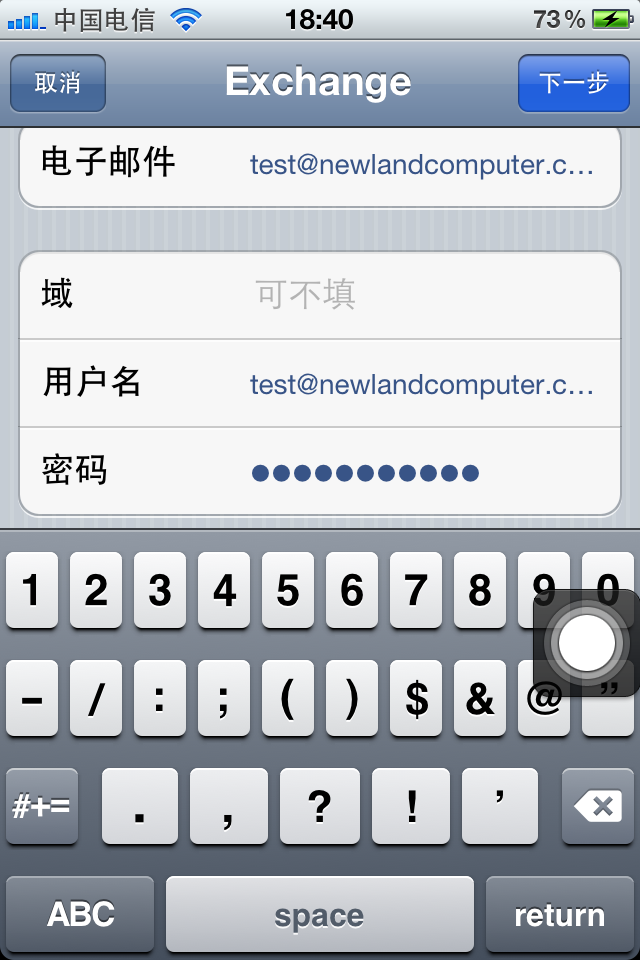 中国电信 18:40 73%
取消 Exchange 下一步
电子邮件 test@newlandcomputer.c…
域 可不填
用户名 test@newlandcomputer.c…
密码 ●●●●●●●●●●●
1 2 3 4 5 6 7 8 9 0
- / : ; ( ) $ & @ "
#+= . , ? ! '
ABC space return